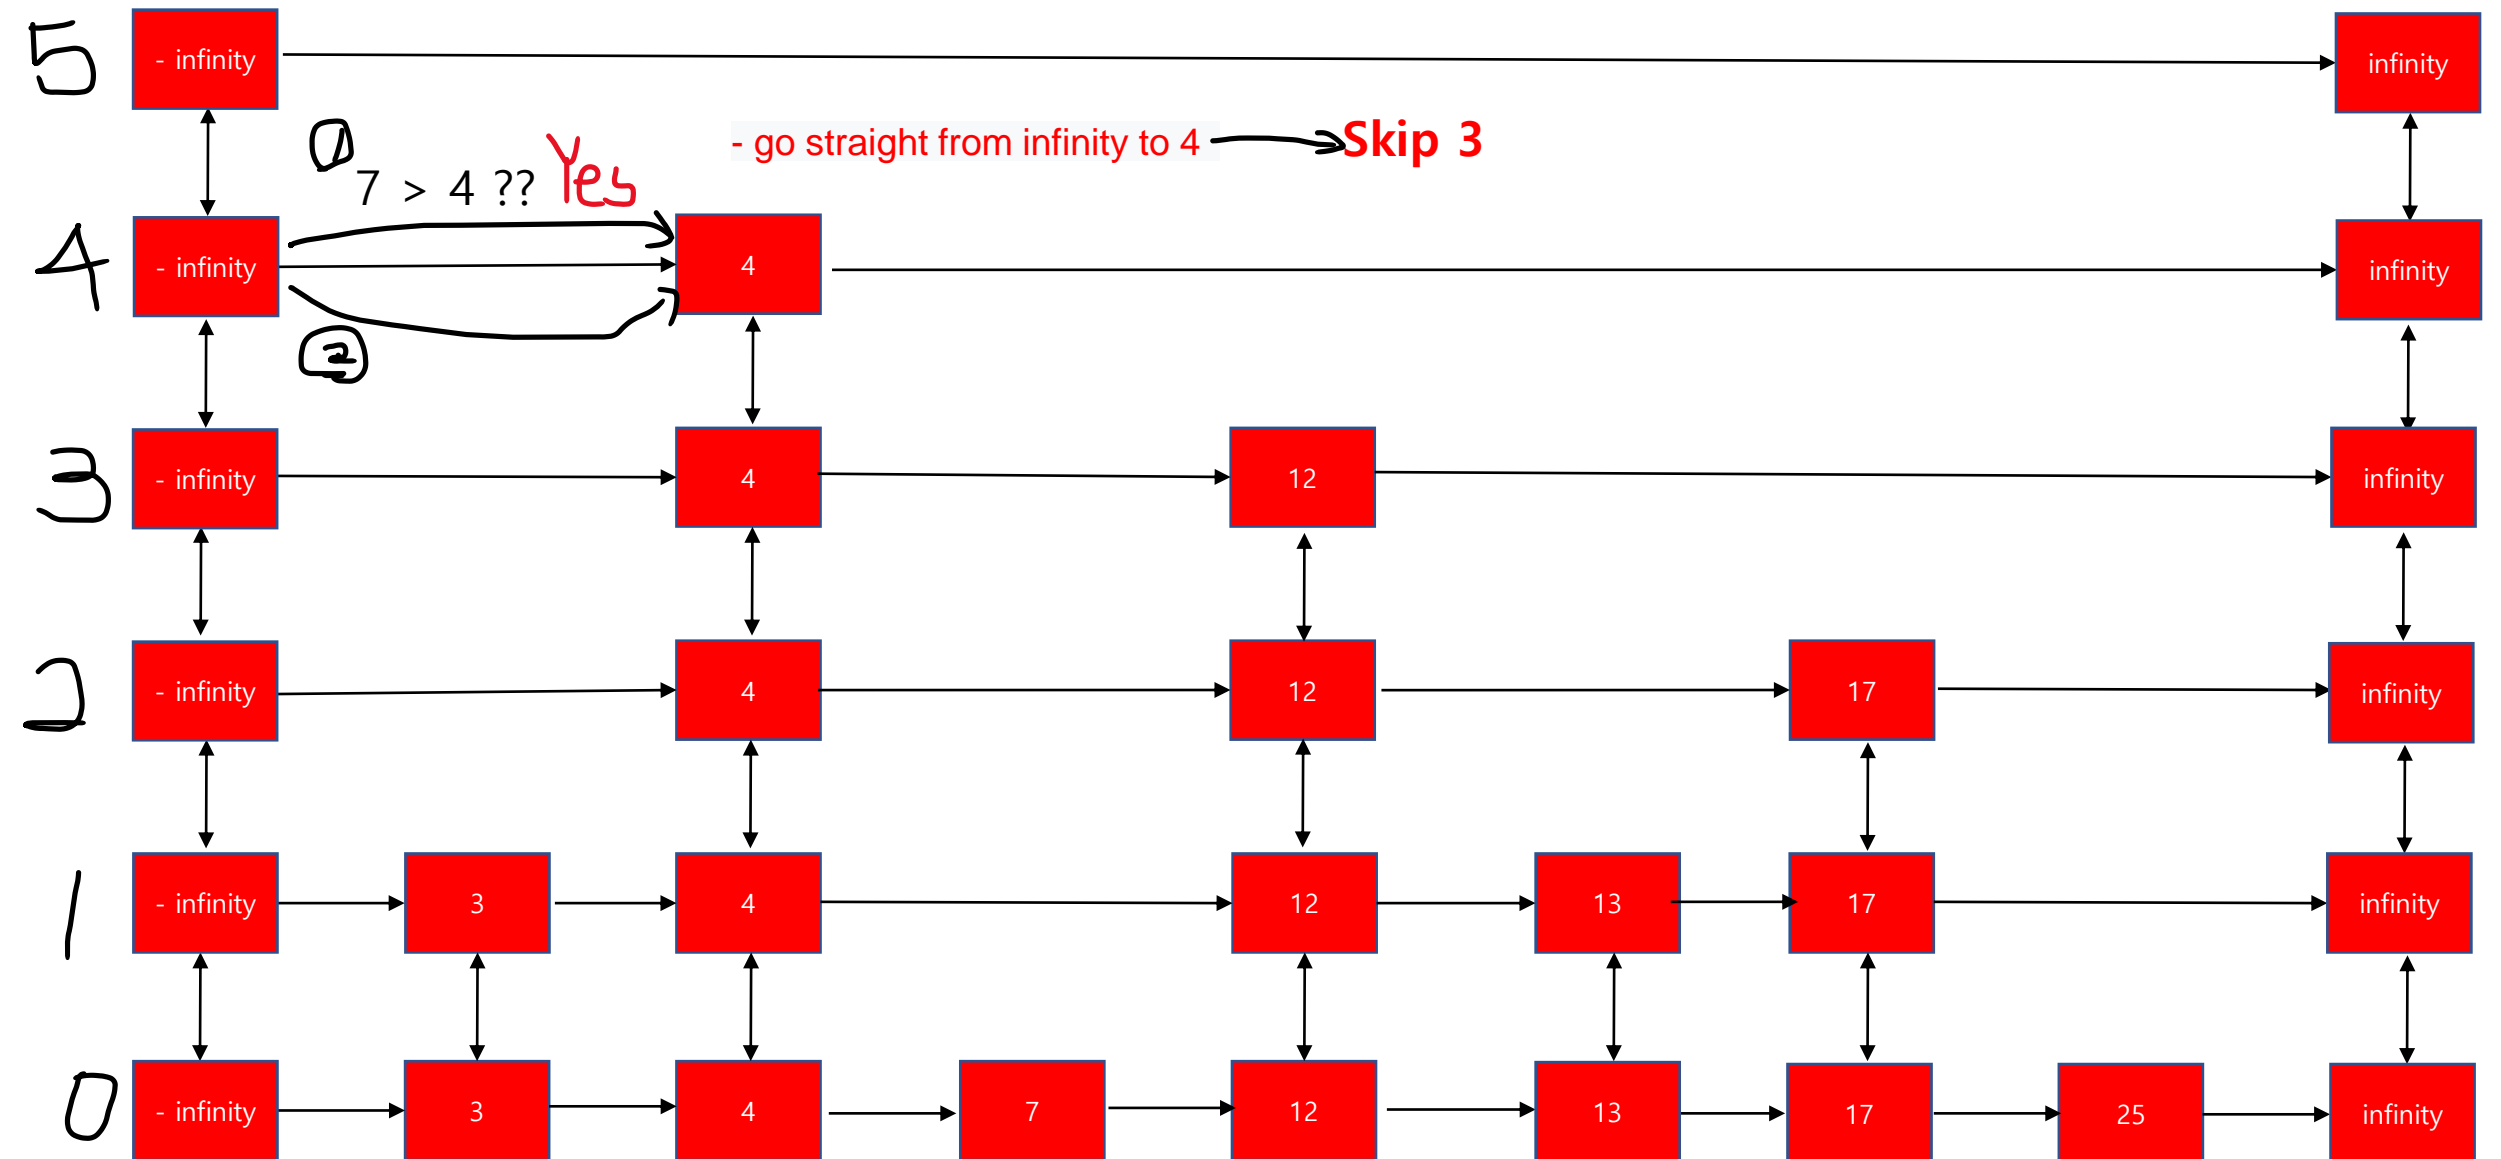 5 - infinity infinity
1 7 > 4 ?? Yes - go straight from infinity to 4 Skip 3
4 - infinity 4 infinity
2
3 - infinity 4 12 infinity
2 - infinity 4 12 17 infinity
1 - infinity 3 4 12 13 17 infinity
0 - infinity 3 4 7 12 13 17 25 infinity